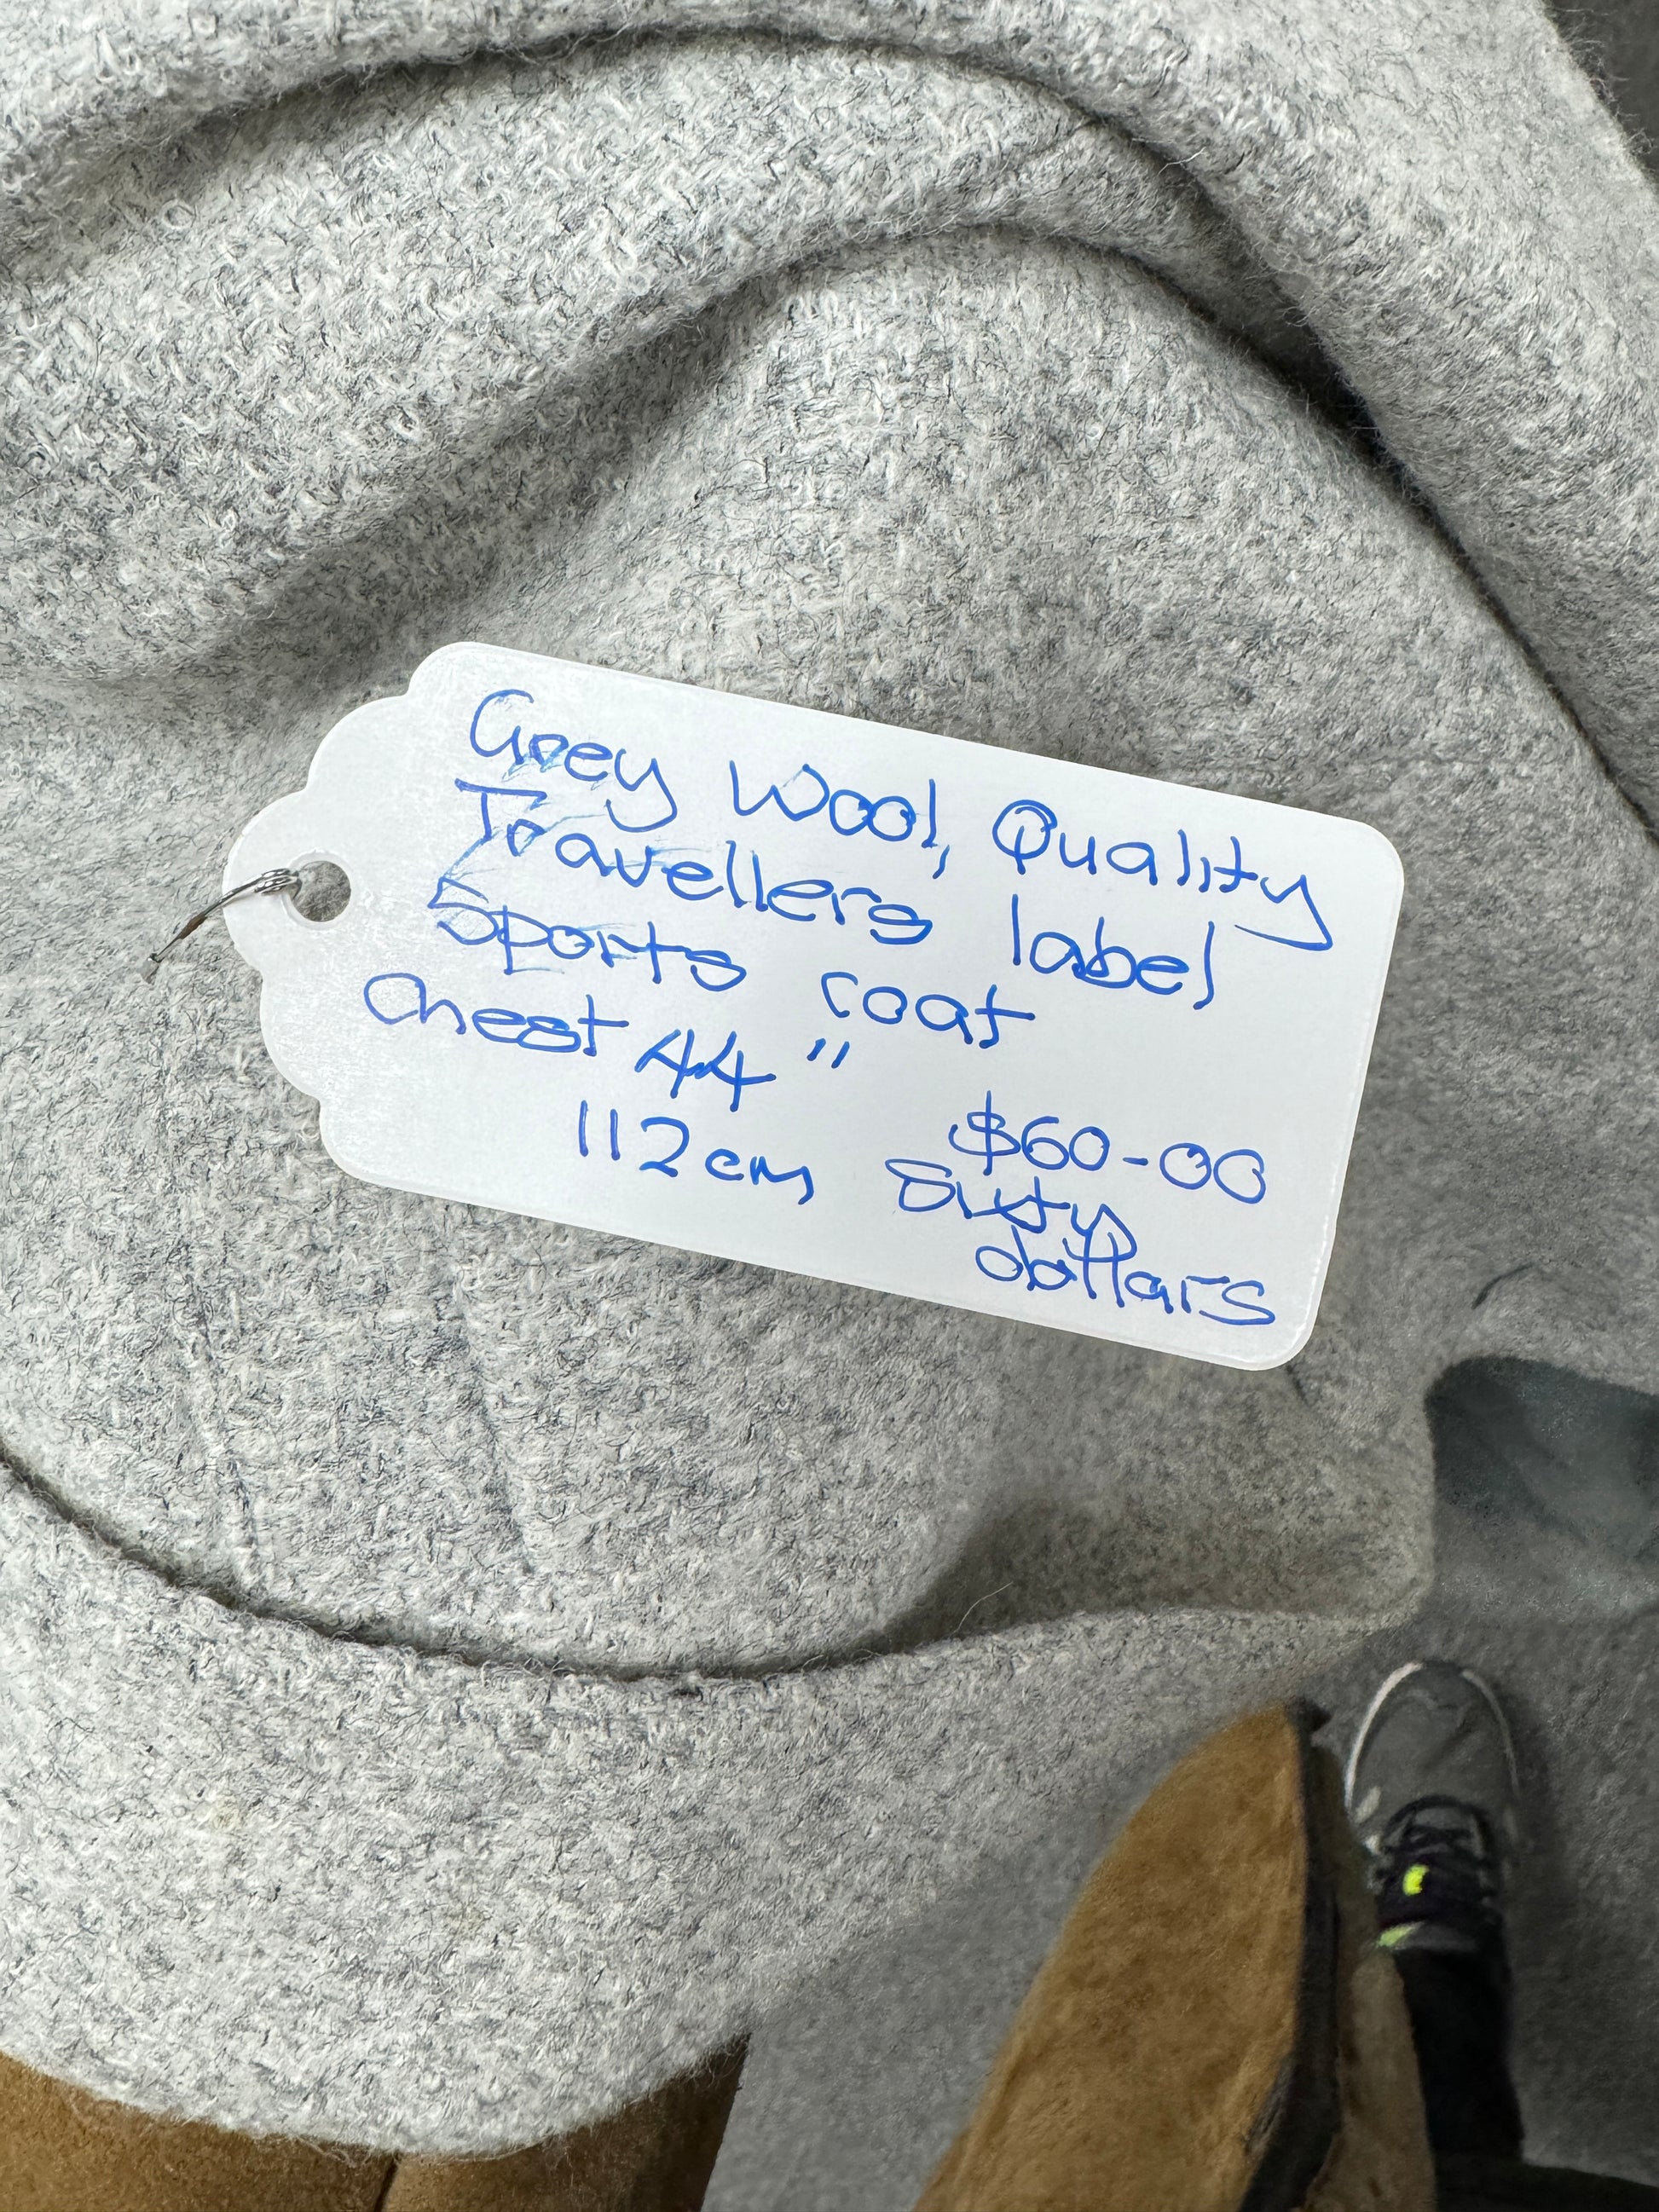 Grey Wool, Quality
Travellers label
Sports coat
Chest 44"
112cm
$60-00
Sixty
dollars